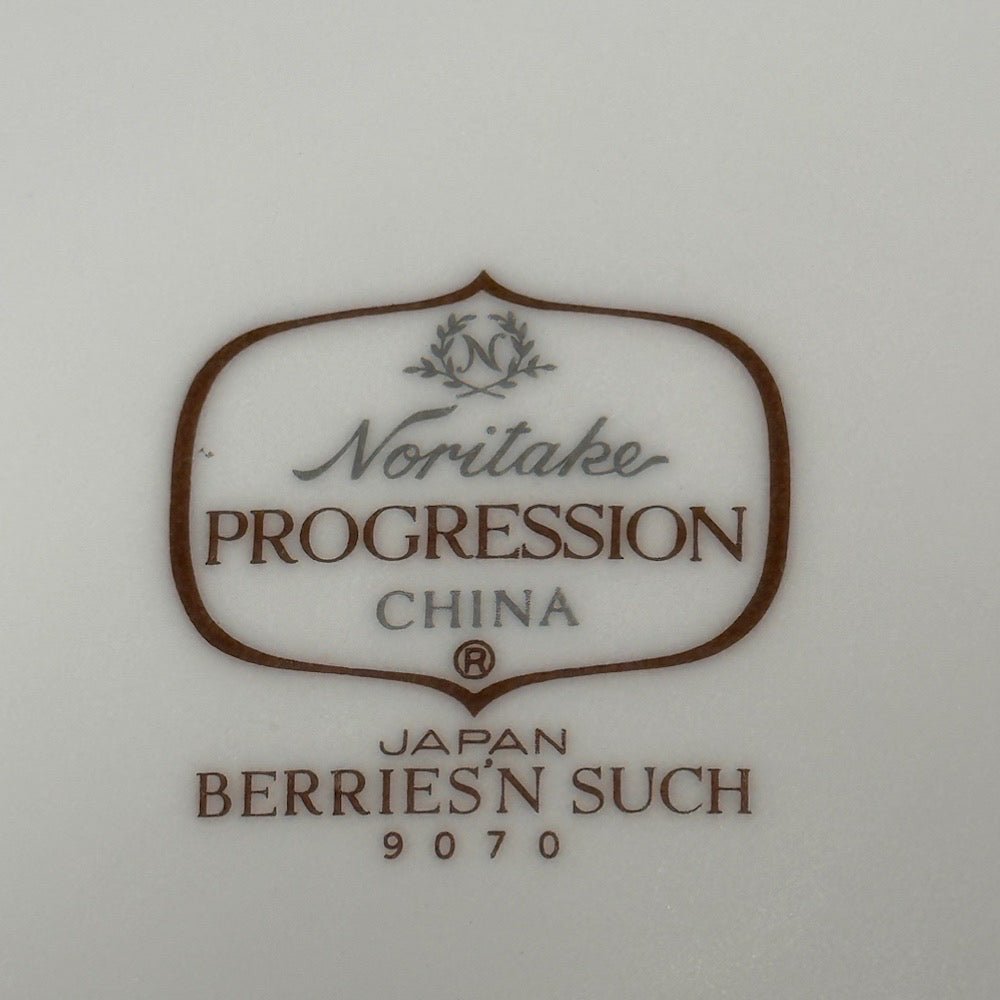 N
Noritake
PROGRESSION
CHINA
®
JAPAN
BERRIES'N SUCH
9070